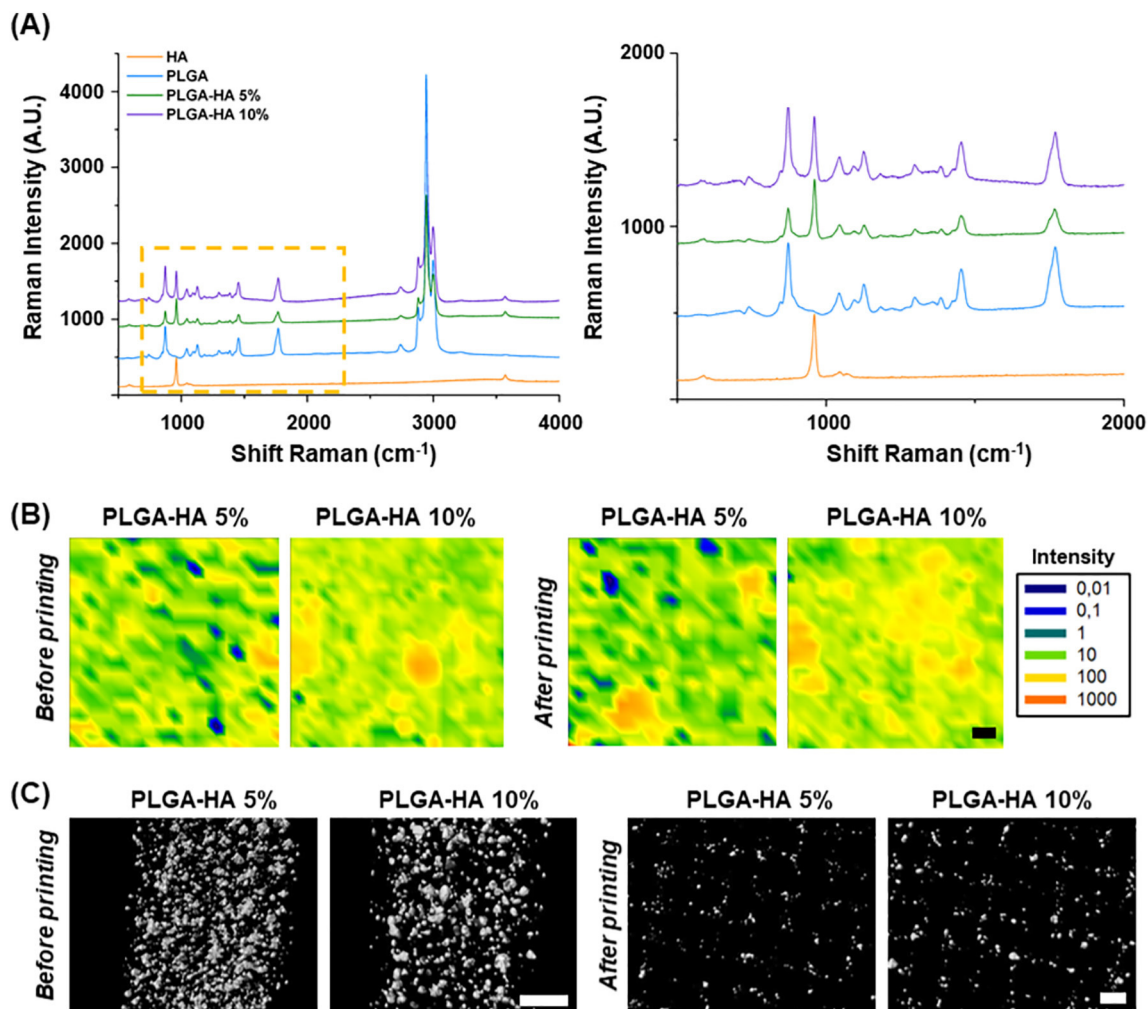 (A)
HA
PLGA
PLGA-HA 5%
PLGA-HA 10%
4000
3000
2000
1000
Raman Intensity (A.U.)
1000
2000
3000
4000
Shift Raman (cm-1)
2000
1000
Raman Intensity (A.U.)
1000
2000
Shift Raman (cm-1)
(B)
PLGA-HA 5%
PLGA-HA 10%
PLGA-HA 5%
PLGA-HA 10%
Before printing
After printing
Intensity
0,01
0,1
1
10
100
1000
(C)
PLGA-HA 5%
PLGA-HA 10%
PLGA-HA 5%
PLGA-HA 10%
Before printing
After printing